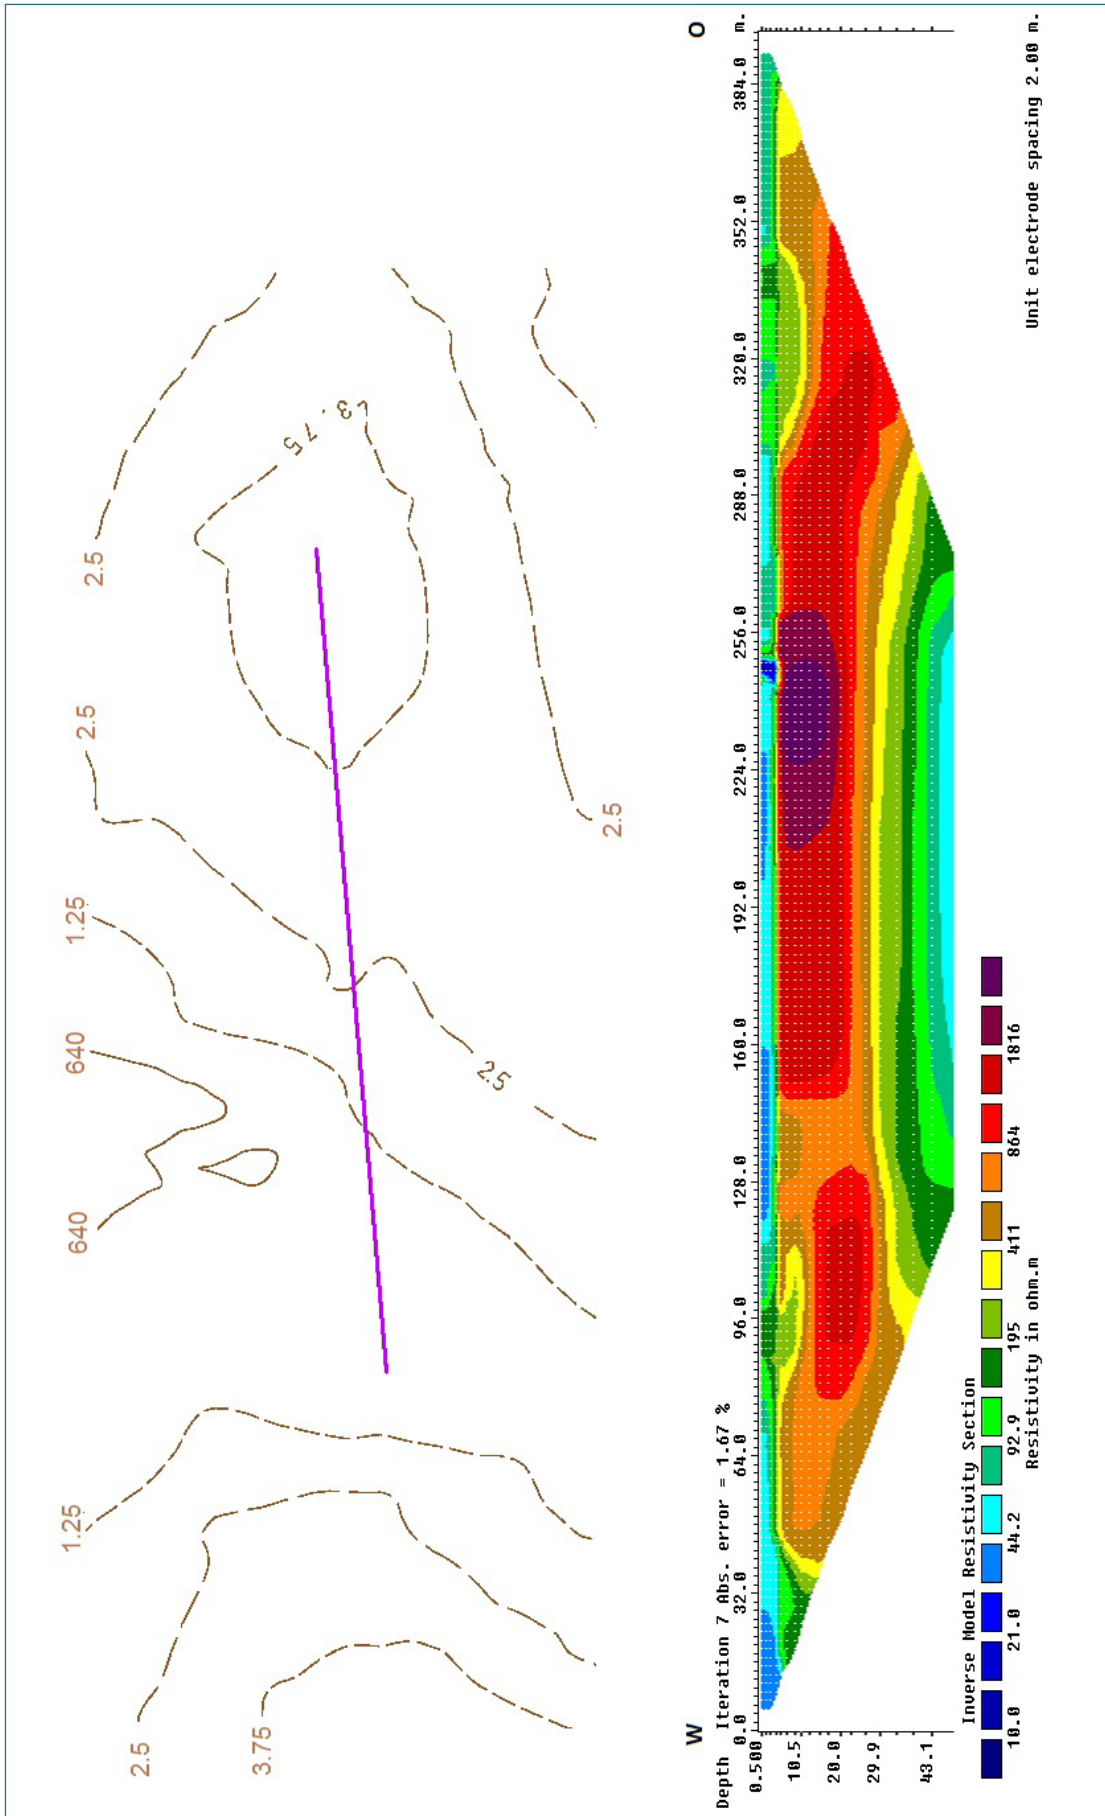 2.5
1.25
640
640
2.5
2.5
3.75
2.5
2.5
1.25
2.5
3.75
W
O
Depth Iteration 7 Abs. error = 1.67 %
0.0 32.0 64.0 96.0 128.0 160.0 192.0 224.0 256.0 288.0 320.0 352.0 384.0 m.
0.500
10.5
20.0
29.9
43.1
Inverse Model Resistivity Section
10.0 21.0 44.2 92.9 195 411 864 1816
Resistivity in ohm.m
Unit electrode spacing 2.00 m.